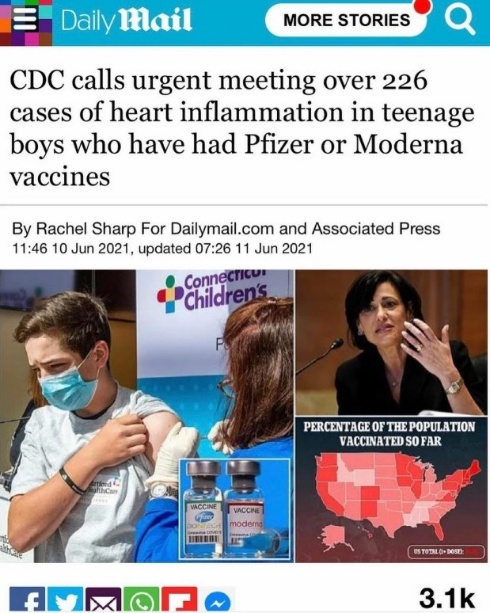 Daily Mail
MORE STORIES
CDC calls urgent meeting over 226
cases of heart inflammation in teenage
boys who have had Pfizer or Moderna
vaccines
By Rachel Sharp For Dailymail.com and Associated Press
11:46 10 Jun 2021, updated 07:26 11 Jun 2021
Connecticut
Children's
PERCENTAGE OF THE POPULATION
VACCINATED SO FAR
VACCINE
Pfizer
VACCINE
moderna
US TOTAL (1+ DOSE):
3.1k